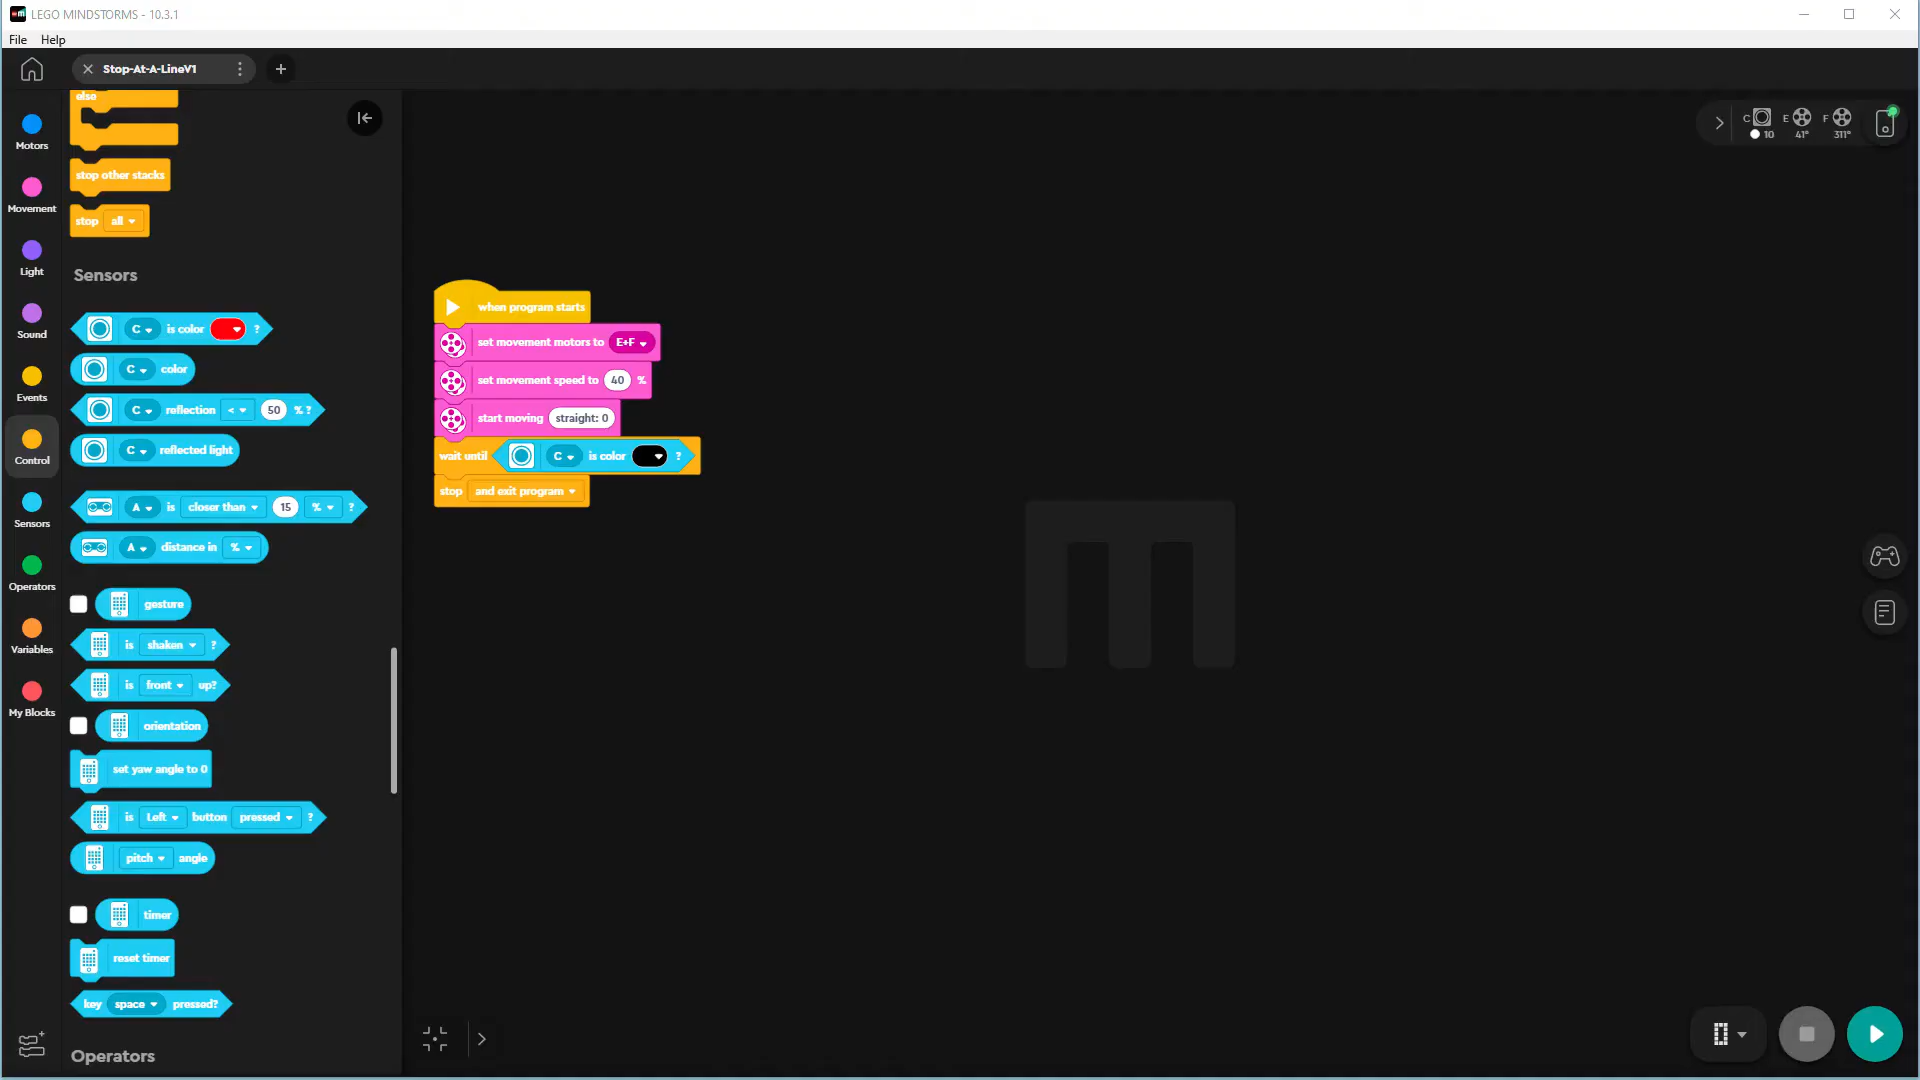 LEGO MINDSTORMS - 10.3.1
File Help
Stop-At-A-LineV1
else
stop other stacks
stop all
Sensors
C is color ?
C color
C reflection < 50 % ?
C reflected light
A is closer than 15 % ?
A distance in %
gesture
is shaken ?
is front up?
orientation
set yaw angle to 0
is Left button pressed ?
pitch angle
timer
reset timer
key space pressed?
Operators
Motors
Movement
Light
Sound
Events
Control
Sensors
Operators
Variables
My Blocks
when program starts
set movement motors to E+F
set movement speed to 40 %
start moving straight: 0
wait until C is color ?
stop and exit program
C E F
10 41° 311°